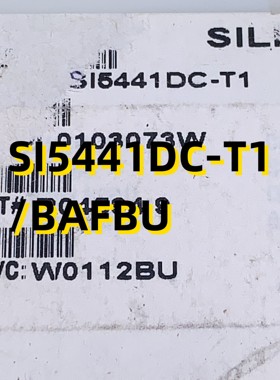 SIL
SI5441DC-T1
0103073W
SI5441DC-T1
/BAFBU
T#
W0112BU